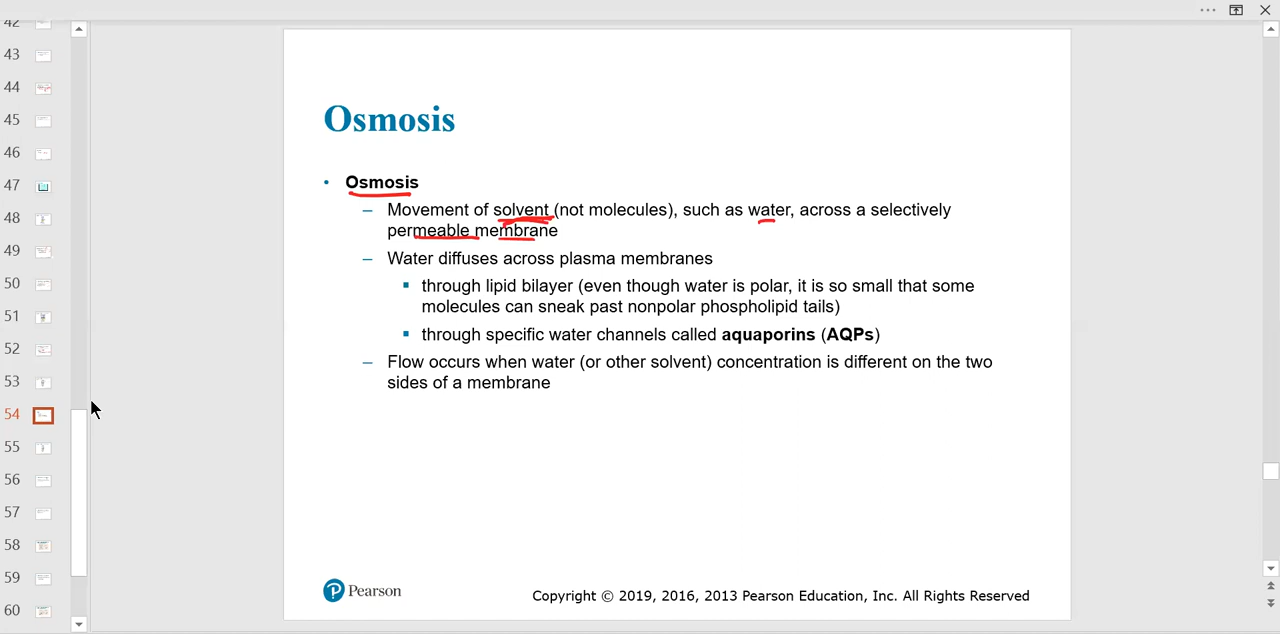 42
43
44
45
46
47
48
49
50
51
52
53
54
55
56
57
58
59
60
Osmosis
• Osmosis
– Movement of solvent (not molecules), such as water, across a selectively
permeable membrane
– Water diffuses across plasma membranes
▪ through lipid bilayer (even though water is polar, it is so small that some
molecules can sneak past nonpolar phospholipid tails)
▪ through specific water channels called aquaporins (AQPs)
– Flow occurs when water (or other solvent) concentration is different on the two
sides of a membrane
P Pearson
Copyright © 2019, 2016, 2013 Pearson Education, Inc. All Rights Reserved